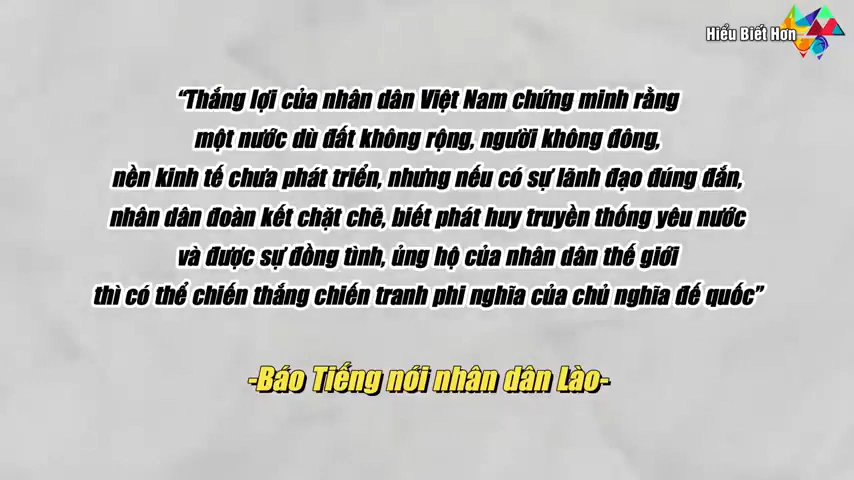 Hiểu Biết Hơn
“Thắng lợi của nhân dân Việt Nam chứng minh rằng
một nước dù đất không rộng, người không đông,
nền kinh tế chưa phát triển, nhưng nếu có sự lãnh đạo đúng đắn,
nhân dân đoàn kết chặt chẽ, biết phát huy truyền thống yêu nước
và được sự đồng tình, ủng hộ của nhân dân thế giới
thì có thể chiến thắng chiến tranh phi nghĩa của chủ nghĩa đế quốc”
-Báo Tiếng nói nhân dân Lào-